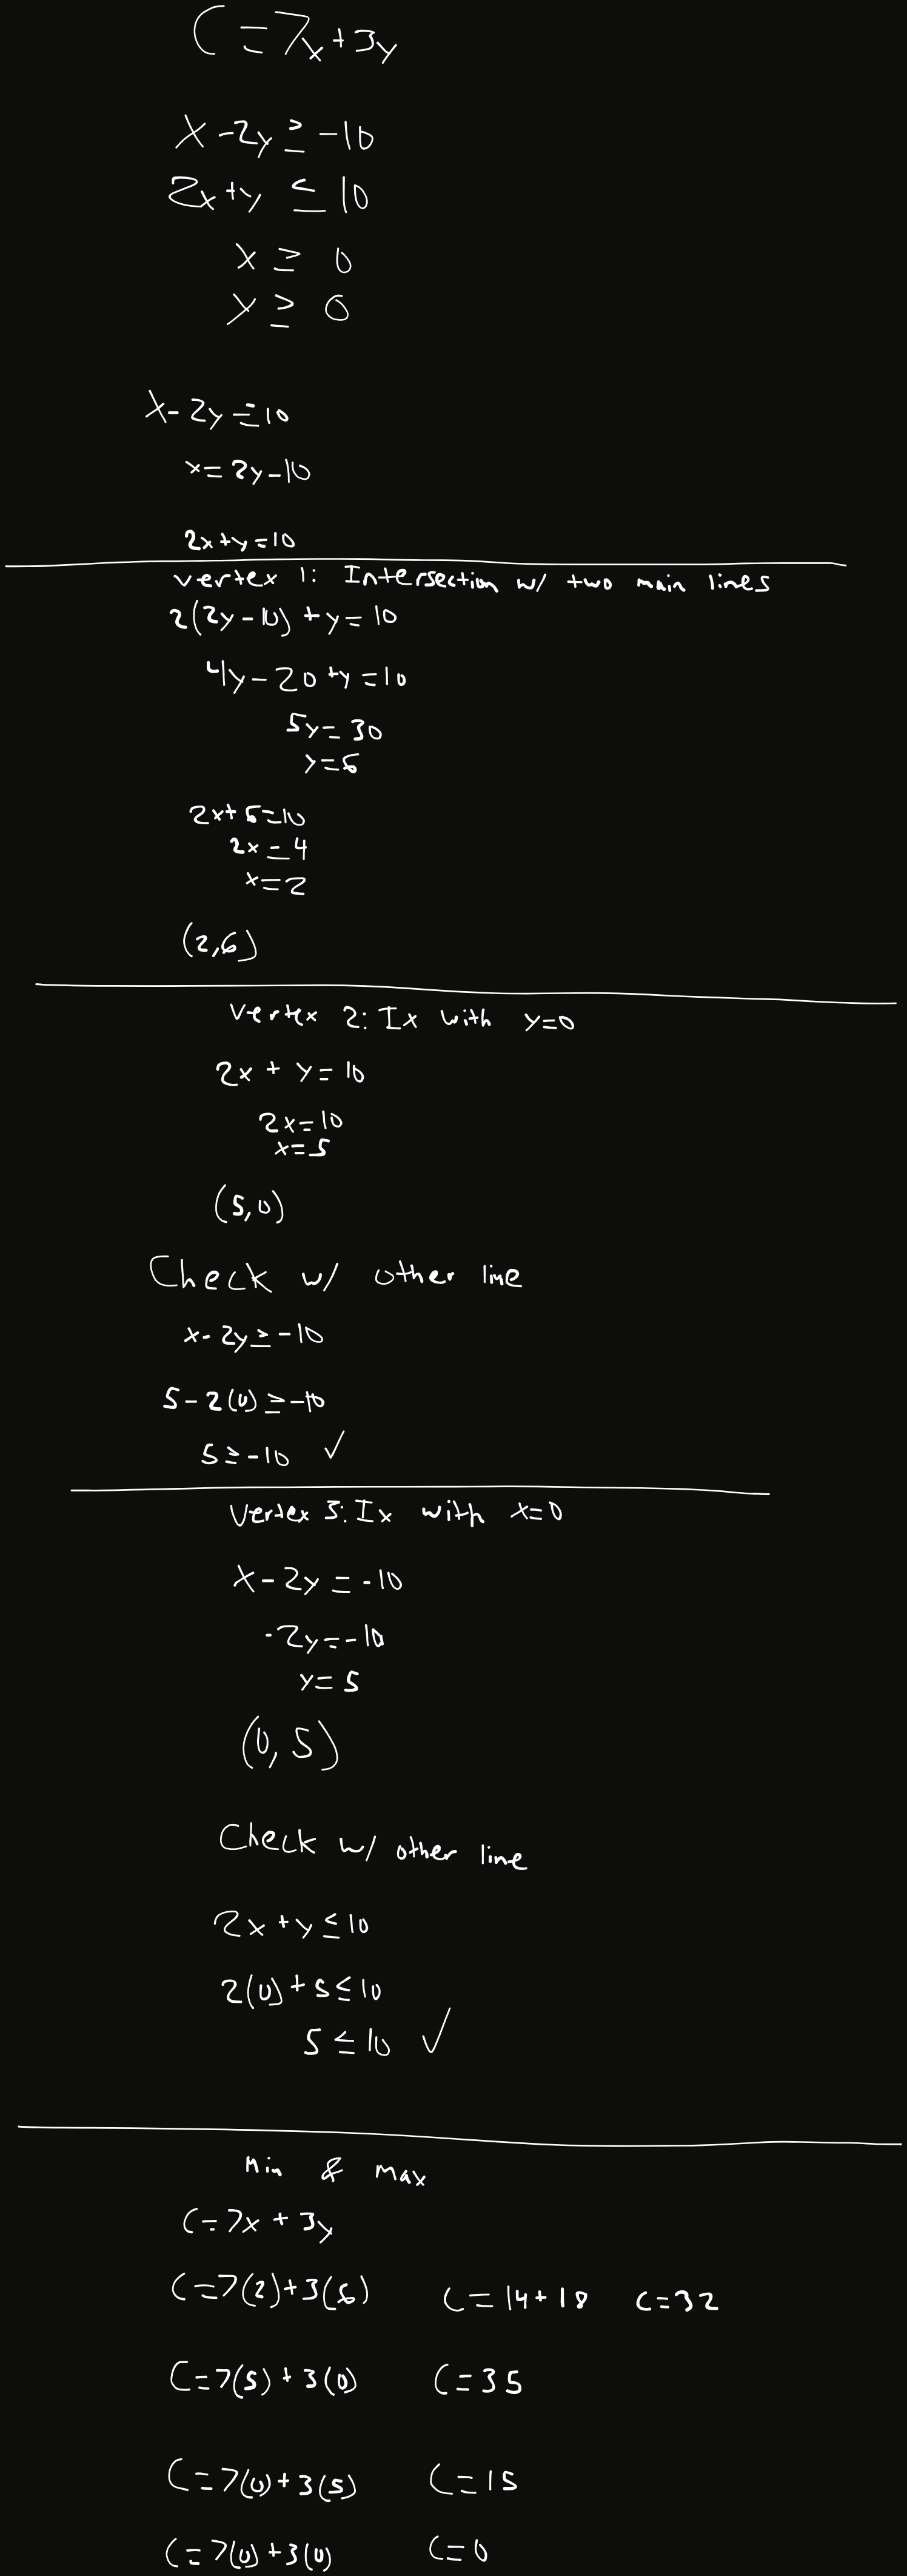 C=7x+3y
x-2y≥-10
2x+y≤10
x≥0
y≥0
x-2y=10
x=2y-10
2x+y=10
vertex 1: Intersection w/ two main lines
2(2y-10)+y=10
4y-20+y=10
5y=30
y=6
2x+6=10
2x=4
x=2
(2,6)
Vertex 2: Ix with y=0
2x+y=10
2x=10
x=5
(5,0)
Check w/ other line
x-2y≥-10
5-2(0)≥-10
5≥-10 ✓
Vertex 3: Ix with x=0
x-2y=-10
-2y=-10
y=5
(0,5)
Check w/ other line
2x+y≤10
2(0)+5≤10
5≤10 ✓
Min & Max
C=7x+3y
C=7(2)+3(6) C=14+18 C=32
C=7(5)+3(0) C=35
C=7(0)+3(5) C=15
C=7(0)+3(0) C=0